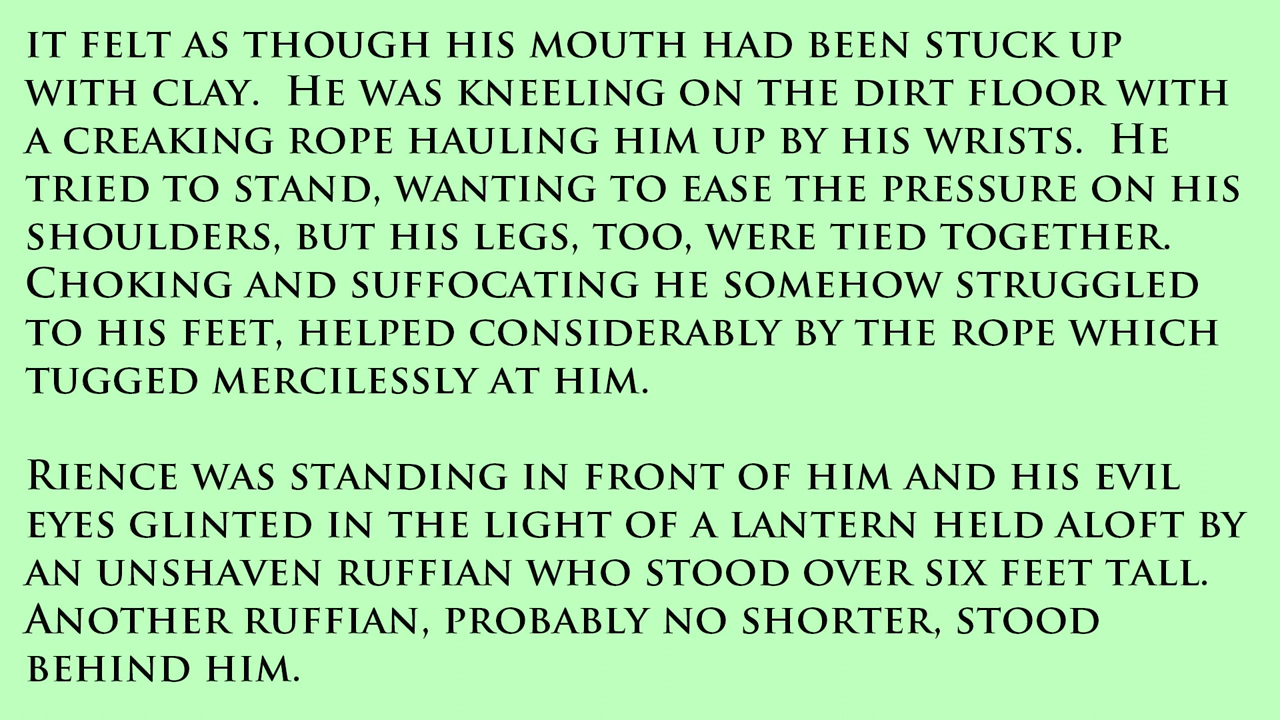 it felt as though his mouth had been stuck up
with clay.  He was kneeling on the dirt floor with
a creaking rope hauling him up by his wrists.  He
tried to stand, wanting to ease the pressure on his
shoulders, but his legs, too, were tied together.
Choking and suffocating he somehow struggled
to his feet, helped considerably by the rope which
tugged mercilessly at him.

Rience was standing in front of him and his evil
eyes glinted in the light of a lantern held aloft by
an unshaven ruffian who stood over six feet tall.
Another ruffian, probably no shorter, stood
behind him.